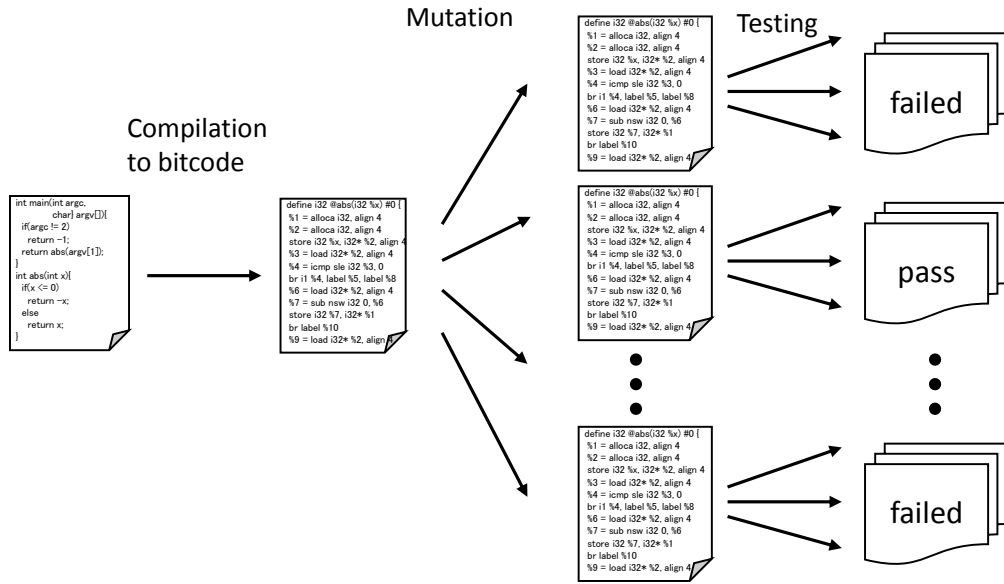 Mutation
Testing
Compilation
to bitcode
int main(int argc,
char} argv[]){
if(argc != 2)
return -1;
return abs(argv[1]);
}
int abs(int x){
if(x <= 0)
return -x;
else
return x;
}
define i32 @abs(i32 %x) #0 {
%1 = alloca i32, align 4
%2 = alloca i32, align 4
store i32 %x, i32* %2, align 4
%3 = load i32* %2, align 4
%4 = icmp sle i32 %3, 0
br i1 %4, label %5, label %8
%6 = load i32* %2, align 4
%7 = sub nsw i32 0, %6
store i32 %7, i32* %1
br label %10
%9 = load i32* %2, align 4
define i32 @abs(i32 %x) #0 {
%1 = alloca i32, align 4
%2 = alloca i32, align 4
store i32 %x, i32* %2, align 4
%3 = load i32* %2, align 4
%4 = icmp sle i32 %3, 0
br i1 %4, label %5, label %8
%6 = load i32* %2, align 4
%7 = sub nsw i32 0, %6
store i32 %7, i32* %1
br label %10
%9 = load i32* %2, align 4
failed
define i32 @abs(i32 %x) #0 {
%1 = alloca i32, align 4
%2 = alloca i32, align 4
store i32 %x, i32* %2, align 4
%3 = load i32* %2, align 4
%4 = icmp sle i32 %3, 0
br i1 %4, label %5, label %8
%6 = load i32* %2, align 4
%7 = sub nsw i32 0, %6
store i32 %7, i32* %1
br label %10
%9 = load i32* %2, align 4
pass
define i32 @abs(i32 %x) #0 {
%1 = alloca i32, align 4
%2 = alloca i32, align 4
store i32 %x, i32* %2, align 4
%3 = load i32* %2, align 4
%4 = icmp sle i32 %3, 0
br i1 %4, label %5, label %8
%6 = load i32* %2, align 4
%7 = sub nsw i32 0, %6
store i32 %7, i32* %1
br label %10
%9 = load i32* %2, align 4
failed